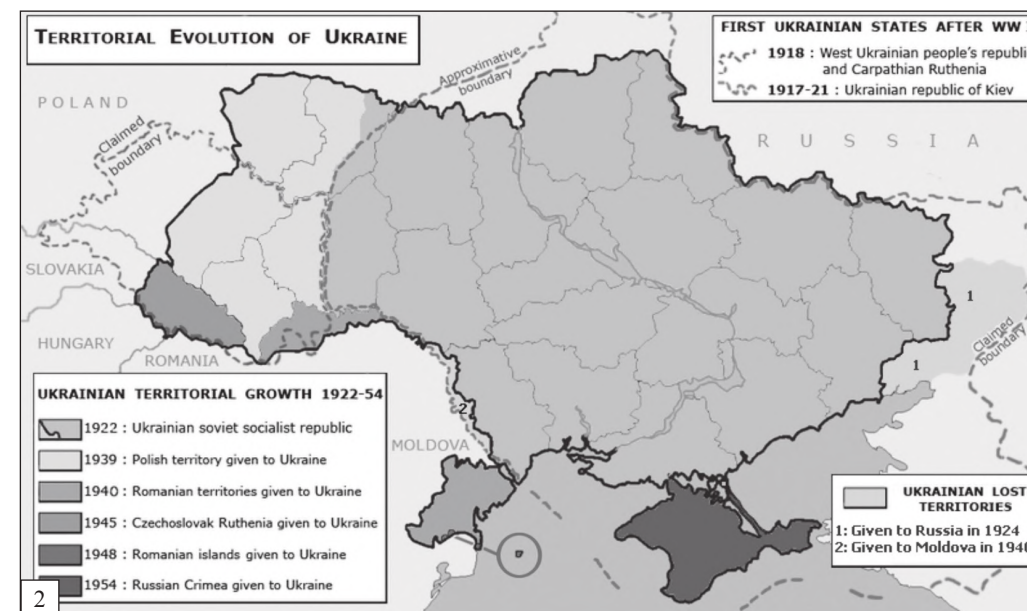 TERRITORIAL EVOLUTION OF UKRAINE
FIRST UKRAINIAN STATES AFTER WW
1918 : West Ukrainian people's republi
and Carpathian Ruthenia
1917-21 : Ukrainian republic of Kiev
Approximative
boundary
POLAND
Claimed
boundary
RUSSIA
SLOVAKIA
1
HUNGARY
ROMANIA
Claimed
boundary
1
UKRAINIAN TERRITORIAL GROWTH 1922-54
1922 : Ukrainian soviet socialist republic
1939 : Polish territory given to Ukraine
1940 : Romanian territories given to Ukraine
1945 : Czechoslovak Ruthenia given to Ukraine
1948 : Romanian islands given to Ukraine
1954 : Russian Crimea given to Ukraine
2
MOLDOVA
UKRAINIAN LOST
TERRITORIES
1: Given to Russia in 1924
2: Given to Moldova in 1940
2